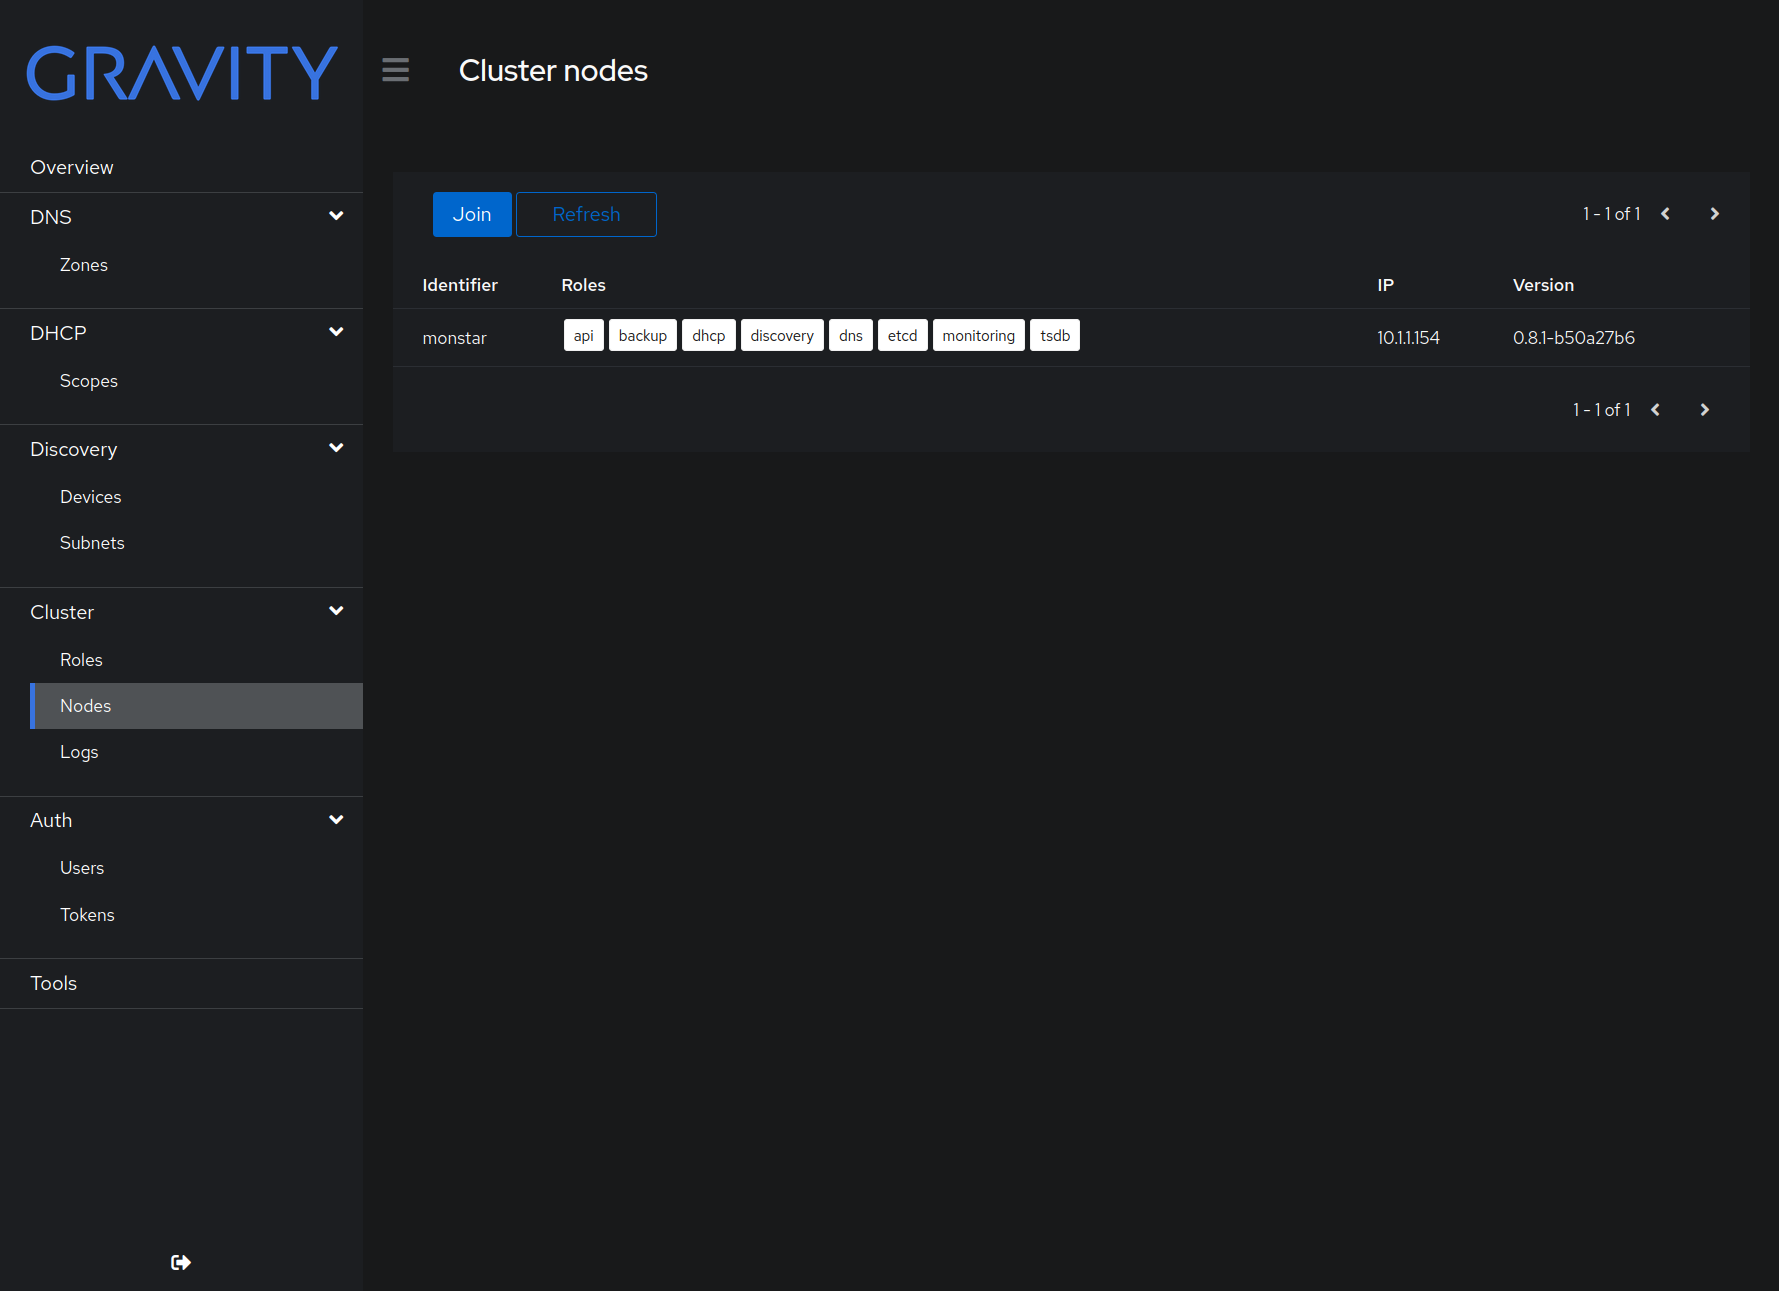 GRAVITY
Cluster nodes
Overview
DNS
Zones
DHCP
Scopes
Discovery
Devices
Subnets
Cluster
Roles
Nodes
Logs
Auth
Users
Tokens
Tools
Join Refresh 1 - 1 of 1
Identifier Roles IP Version
monstar api backup dhcp discovery dns etcd monitoring tsdb 10.1.1.154 0.8.1-b50a27b6
1 - 1 of 1